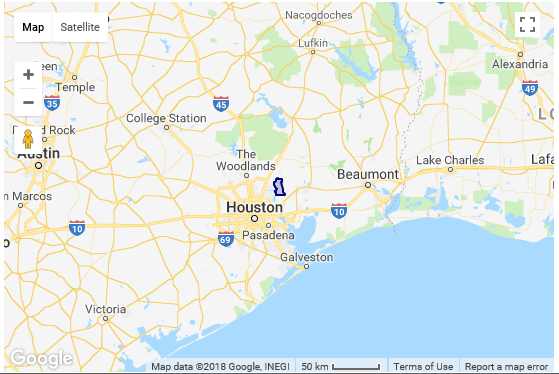 Nacogdoches
Map Satellite
Lufkin
Alexandria
een
Temple
35
45
49
College Station
d Rock
LO
Austin
The
Woodlands
Lake Charles
Lafa
Beaumont
n Marcos
Houston
10
10
Pasadena
69
o
Galveston
Victoria
Google
Map data ©2018 Google, INEGI 50 km Terms of Use Report a map error